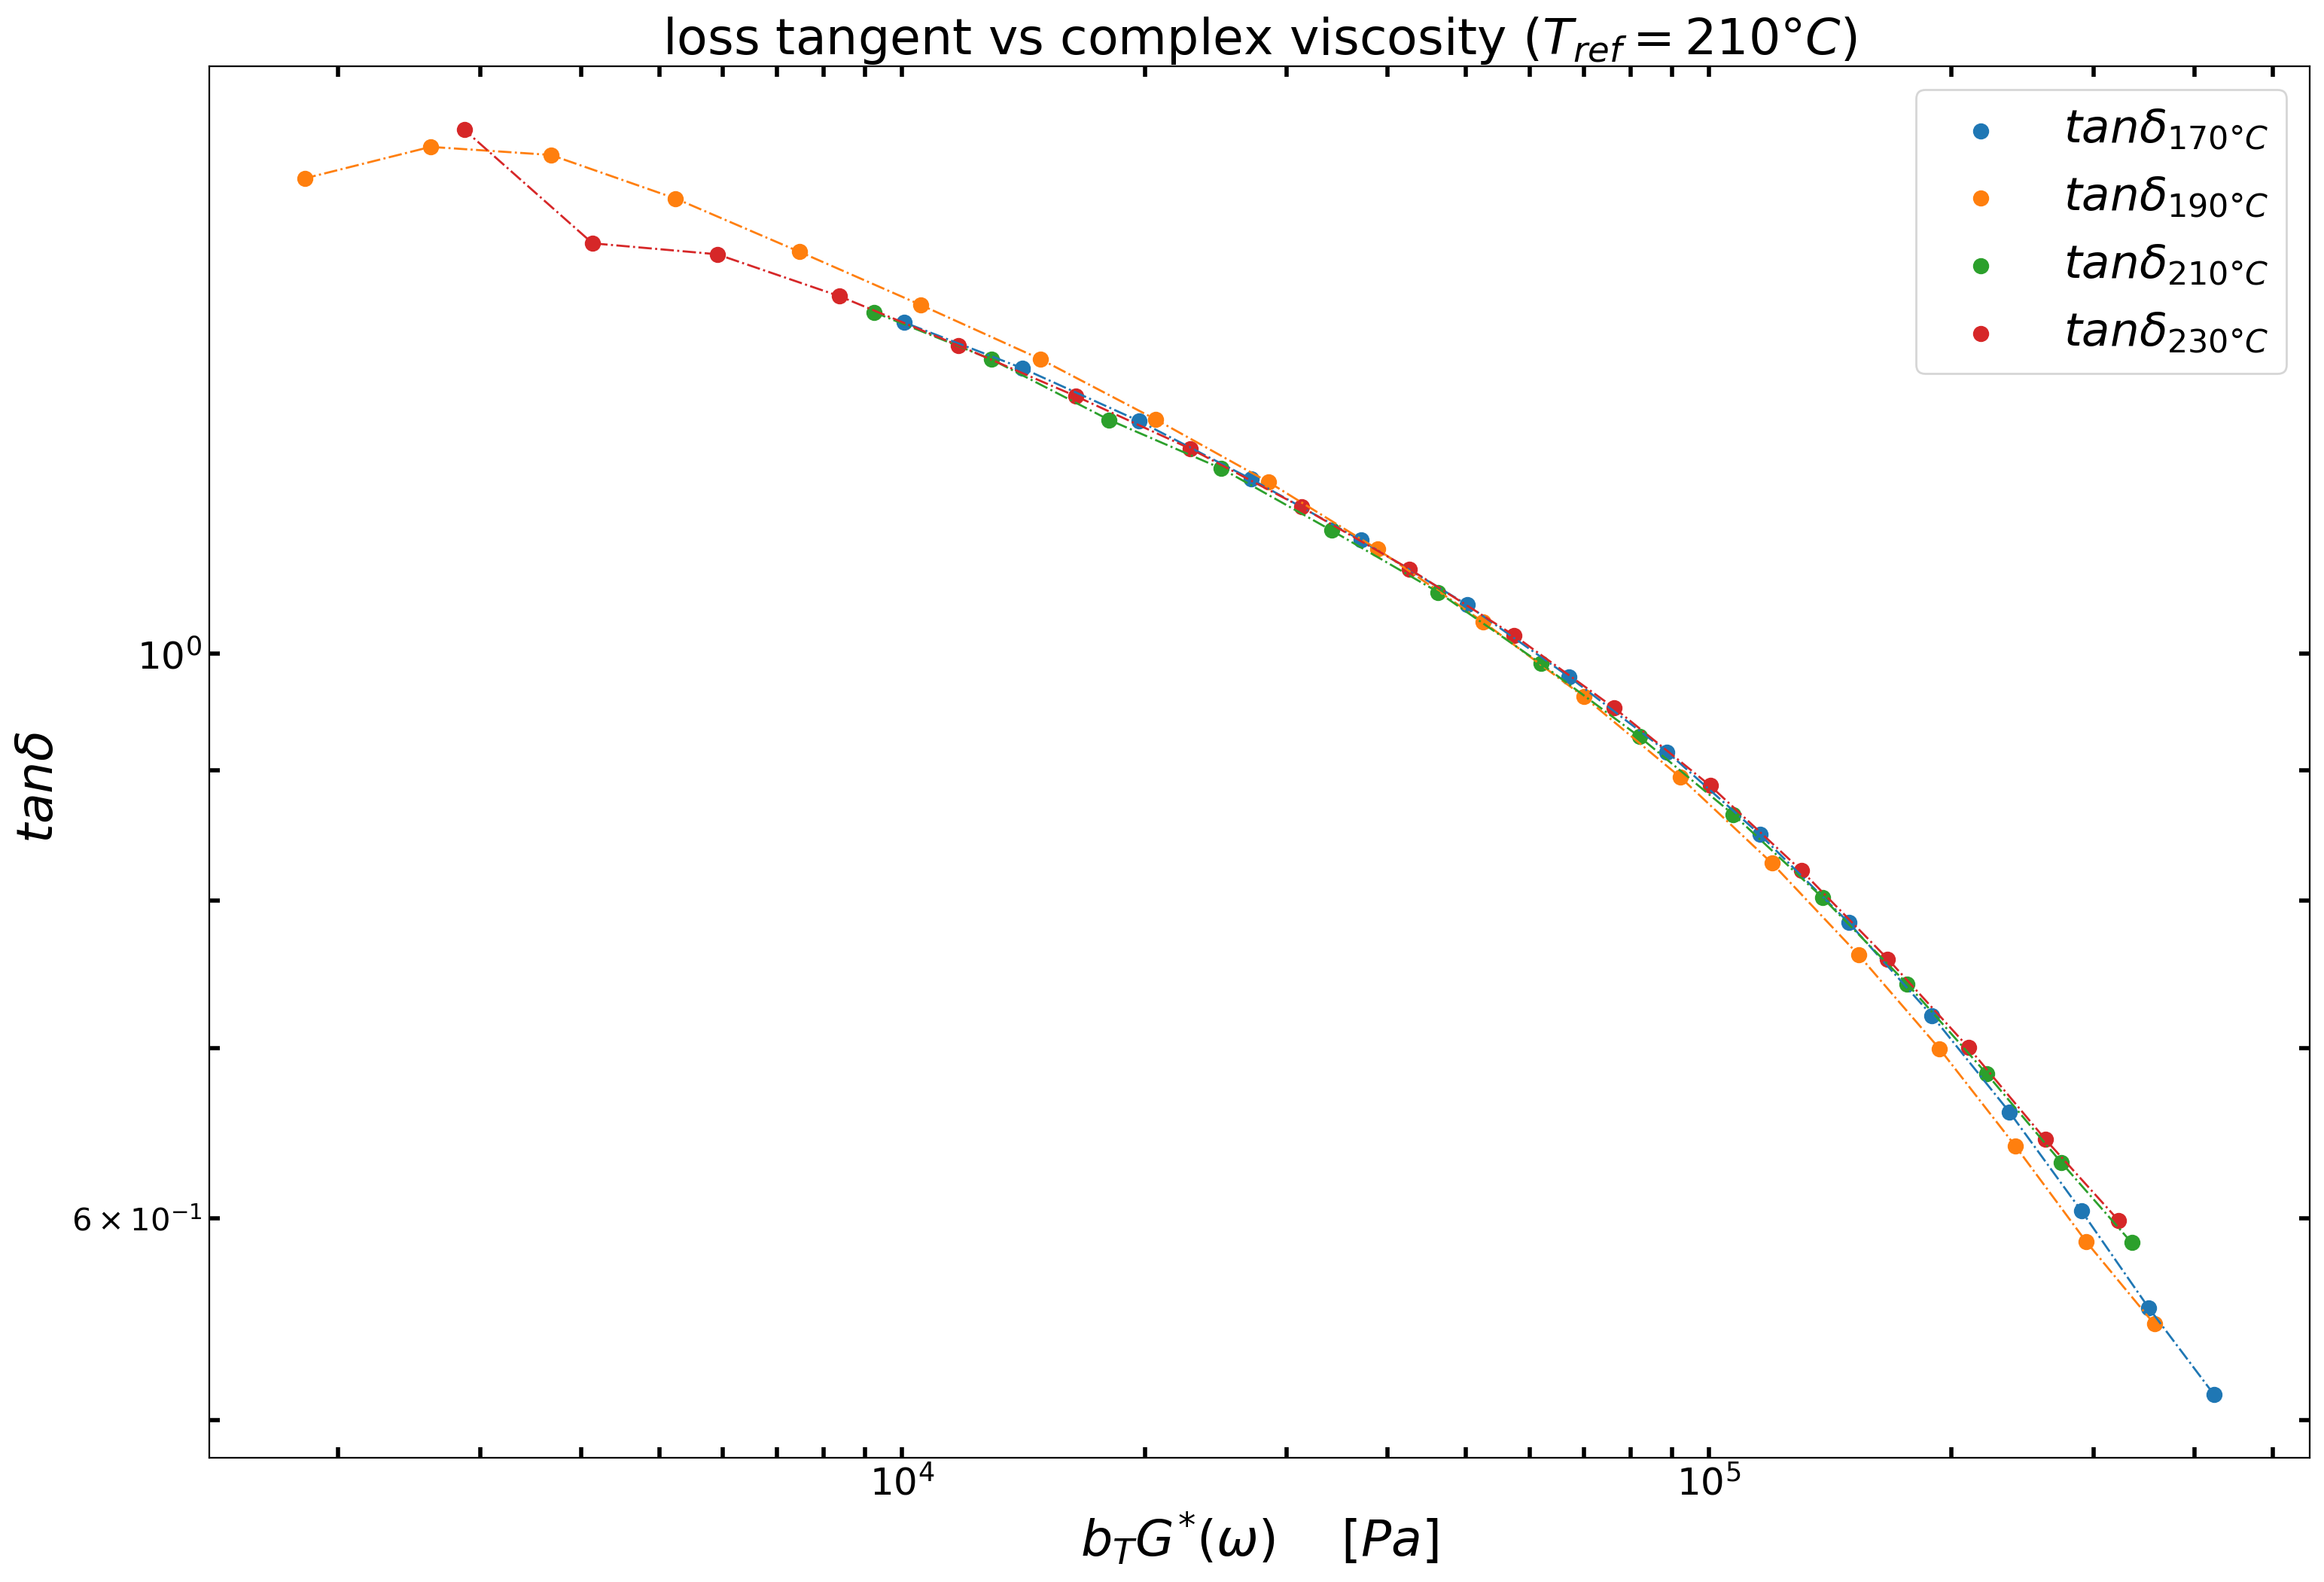 loss tangent vs complex viscosity (T_ref = 210°C)
tanδ_170°C
tanδ_190°C
tanδ_210°C
tanδ_230°C
10^0
tanδ
6 × 10^−1
10^4 10^5
b_T G^*(ω) [Pa]